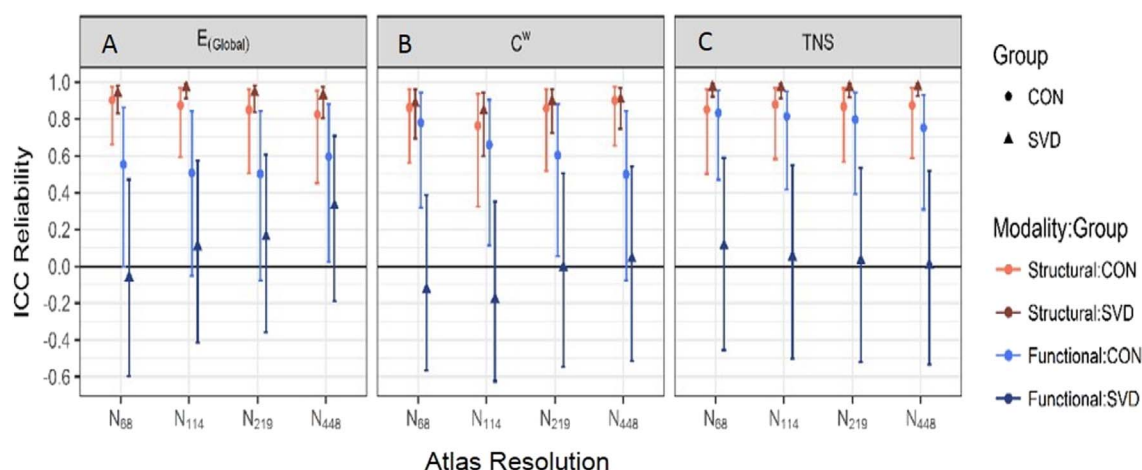 A E(Global) B Cᵂ C TNS
ICC Reliability
1.0
0.8
0.6
0.4
0.2
0.0
-0.2
-0.4
-0.6
N₆₈ N₁₁₄ N₂₁₉ N₄₄₈ N₆₈ N₁₁₄ N₂₁₉ N₄₄₈ N₆₈ N₁₁₄ N₂₁₉ N₄₄₈
Atlas Resolution
Group
CON
SVD
Modality:Group
Structural:CON
Structural:SVD
Functional:CON
Functional:SVD